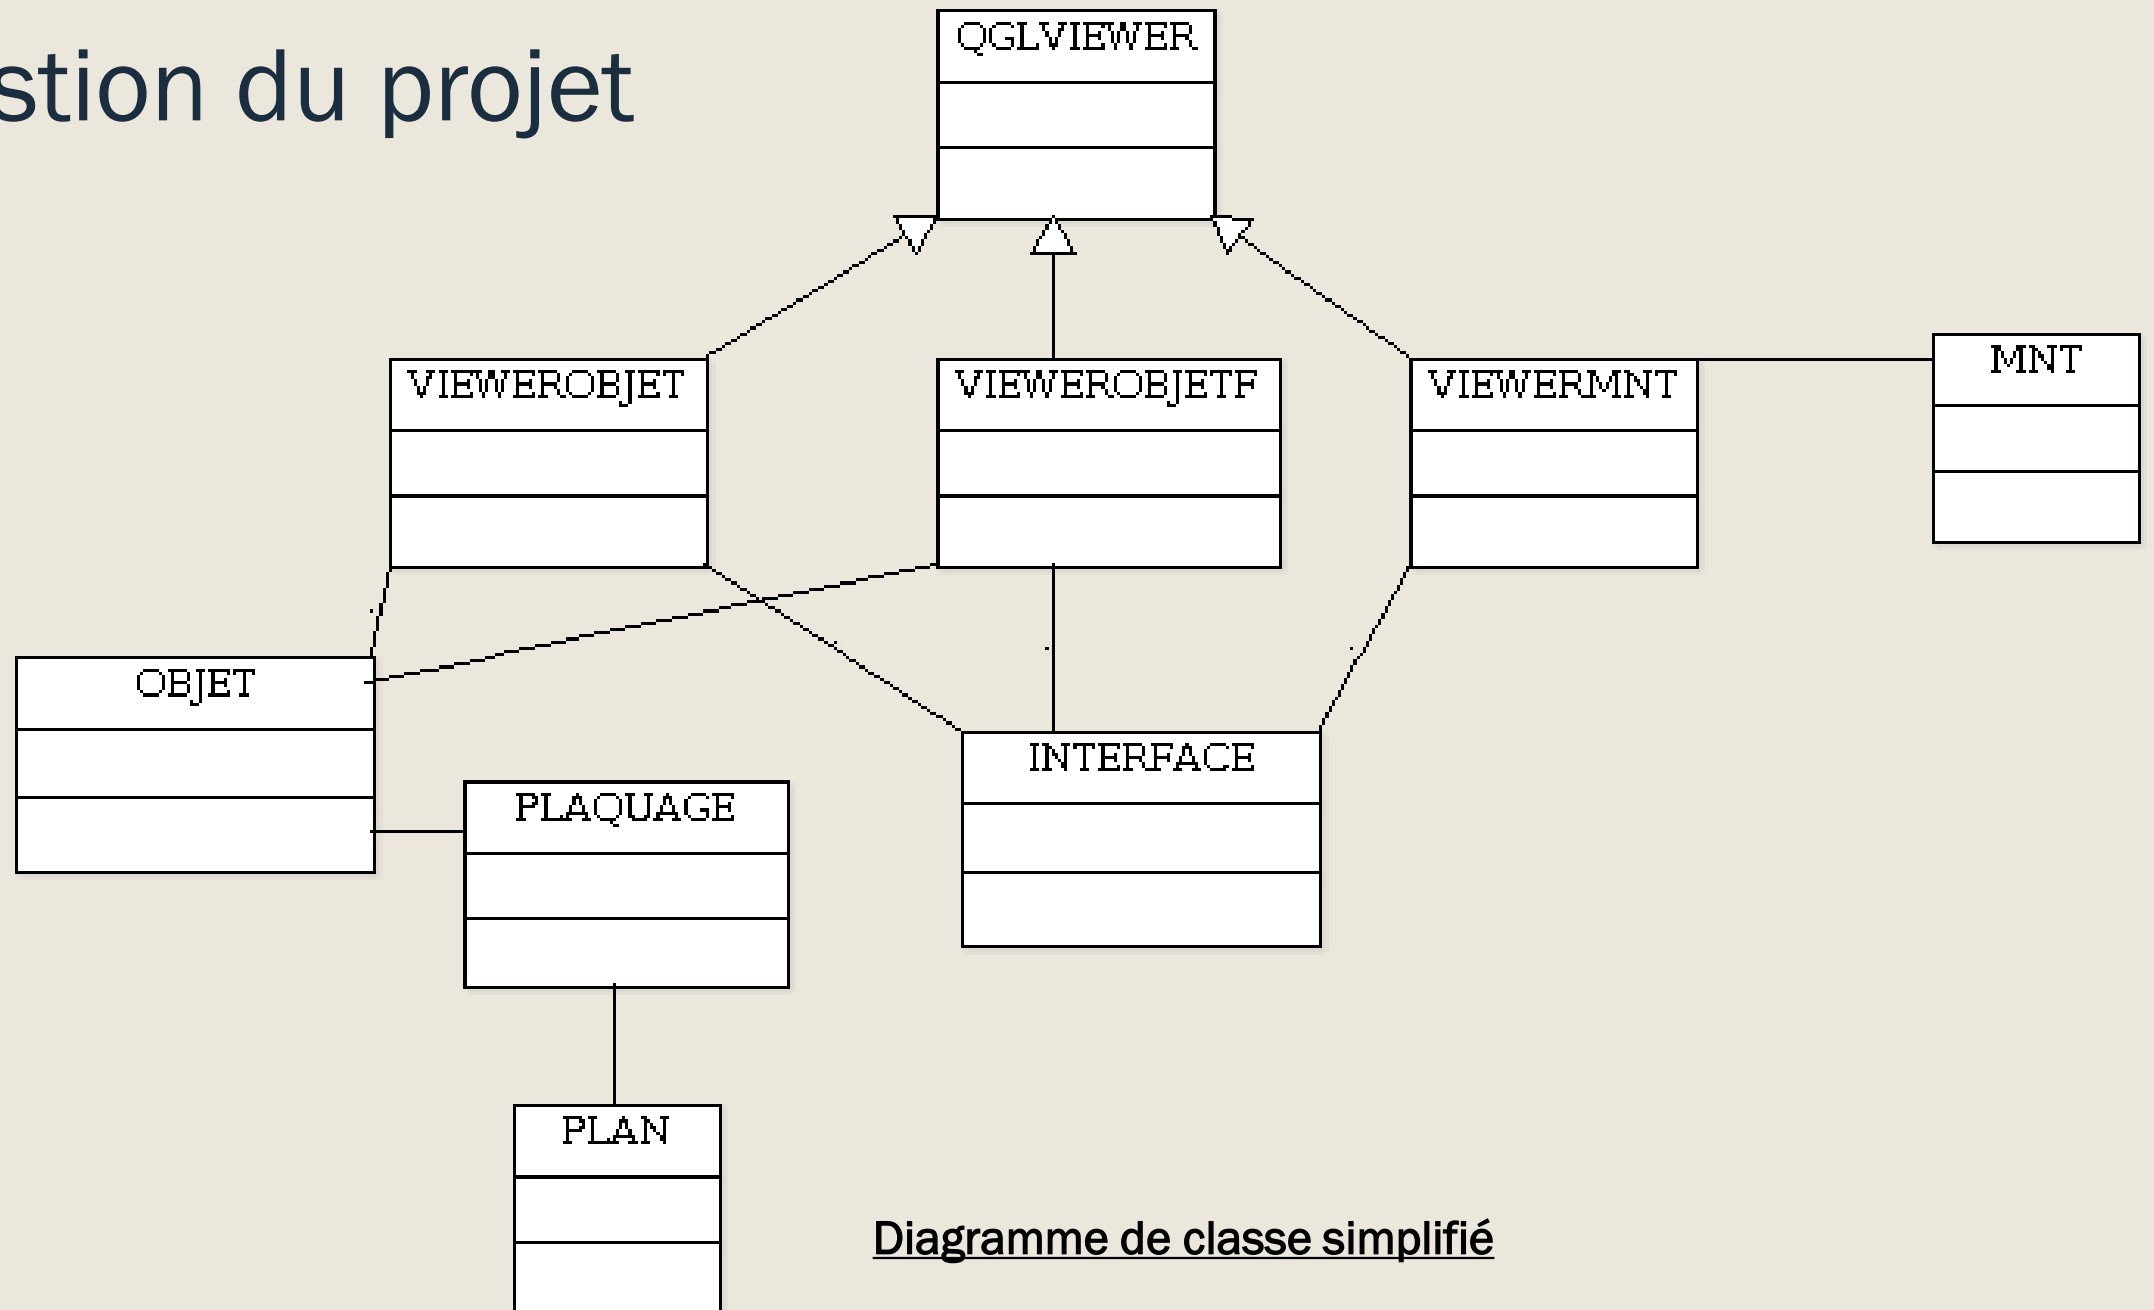 stion du projet
QGLVIEWER
VIEWEROBJET
VIEWEROBJETF
VIEWERMNT
MNT
OBJET
PLAQUAGE
INTERFACE
PLAN
Diagramme de classe simplifié